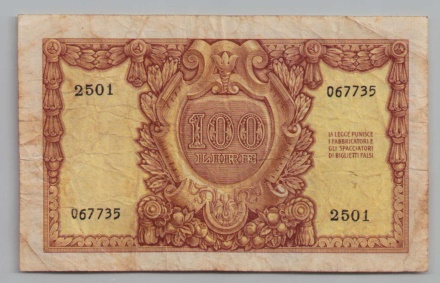 2501
067735
100
LIRE
LA LEGGE PUNISCE
I FABBRICATORI E
GLI SPACCIATORI
DI BIGLIETTI FALSI
067735
2501